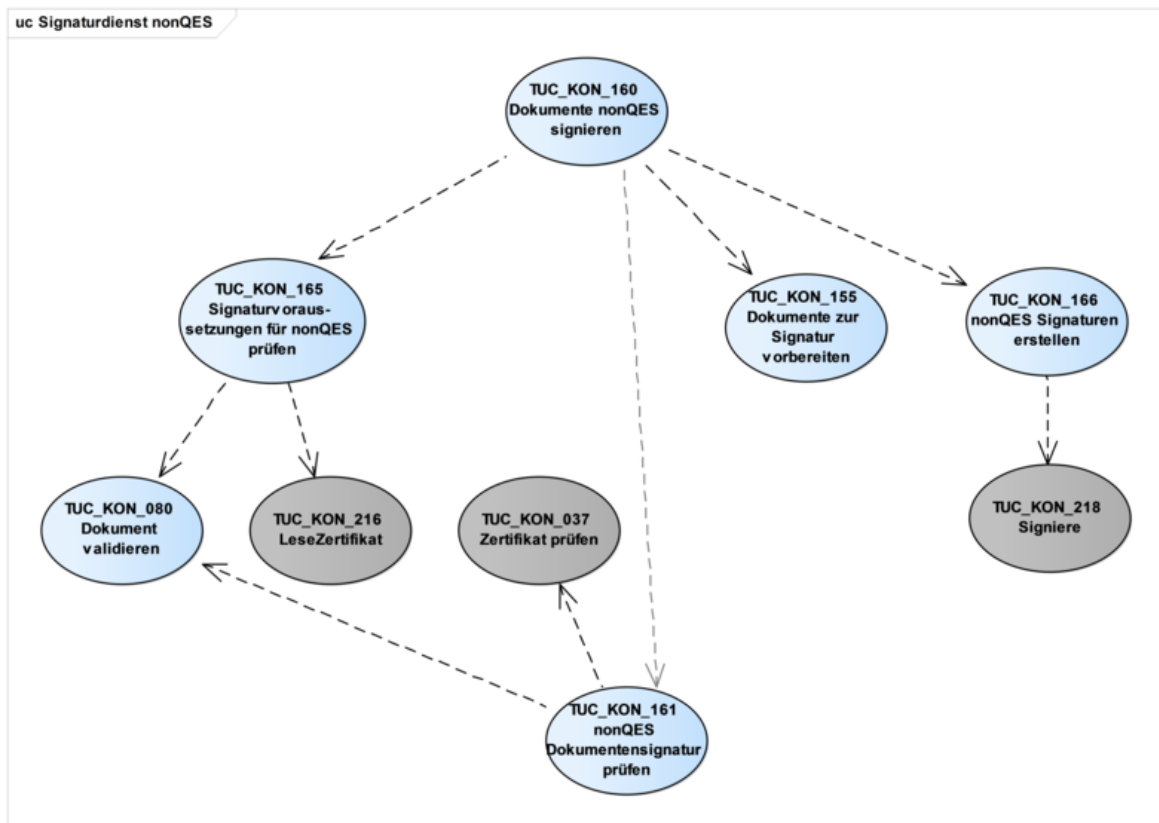 uc Signaturdienst nonQES
TUC_KON_160
Dokumente nonQES
signieren
TUC_KON_165
Signaturvoraus-
setzungen für nonQES
prüfen
TUC_KON_155
Dokumente zur
Signatur
vorbereiten
TUC_KON_166
nonQES Signaturen
erstellen
TUC_KON_080
Dokument
validieren
TUC_KON_216
LeseZertifikat
TUC_KON_037
Zertifikat prüfen
TUC_KON_218
Signiere
TUC_KON_161
nonQES
Dokumentensignatur
prüfen